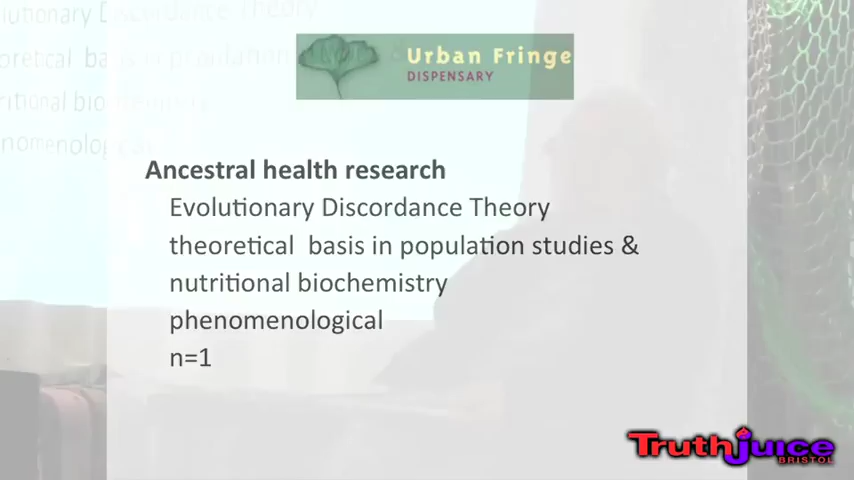 Urban Fringe
DISPENSARY
Ancestral health research
Evolutionary Discordance Theory
theoretical basis in population studies &
nutritional biochemistry
phenomenological
n=1
Truthjuice
BRISTOL